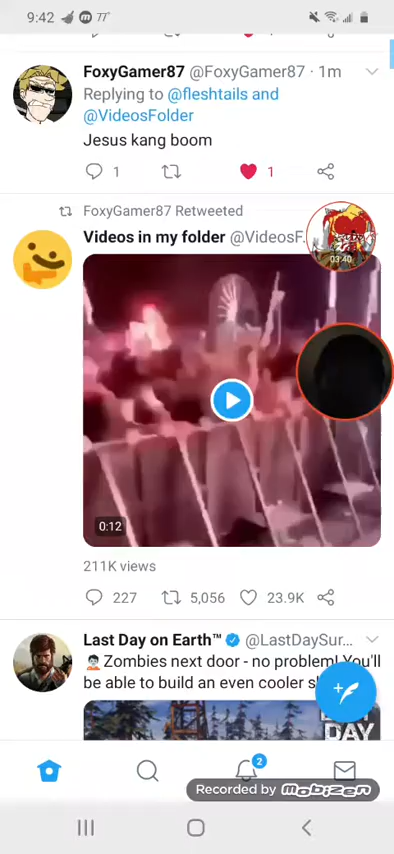 9:42 77°
FoxyGamer87 @FoxyGamer87 · 1m
Replying to @fleshtails and
@VideosFolder
Jesus kang boom
1 1
FoxyGamer87 Retweeted
Videos in my folder @VideosF..
03:40
0:12
211K views
227 5,056 23.9K
Last Day on Earth™ @LastDaySur...
Zombies next door - no problem! You'll
be able to build an even cooler s
DAY
2
Recorded by mobizen